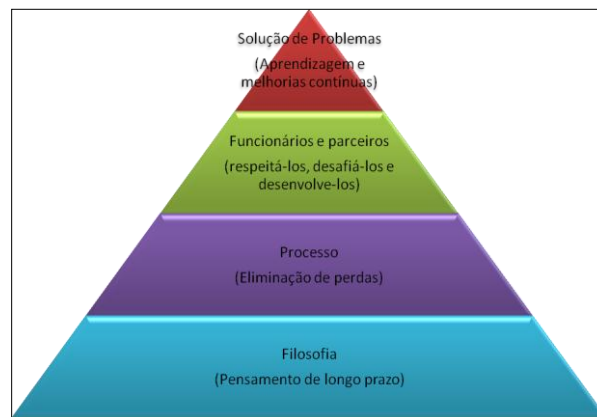 Solução de Problemas
(Aprendizagem e
melhorias contínuas)
Funcionários e parceiros
(respeitá-los, desafiá-los e
desenvolve-los)
Processo
(Eliminação de perdas)
Filosofia
(Pensamento de longo prazo)